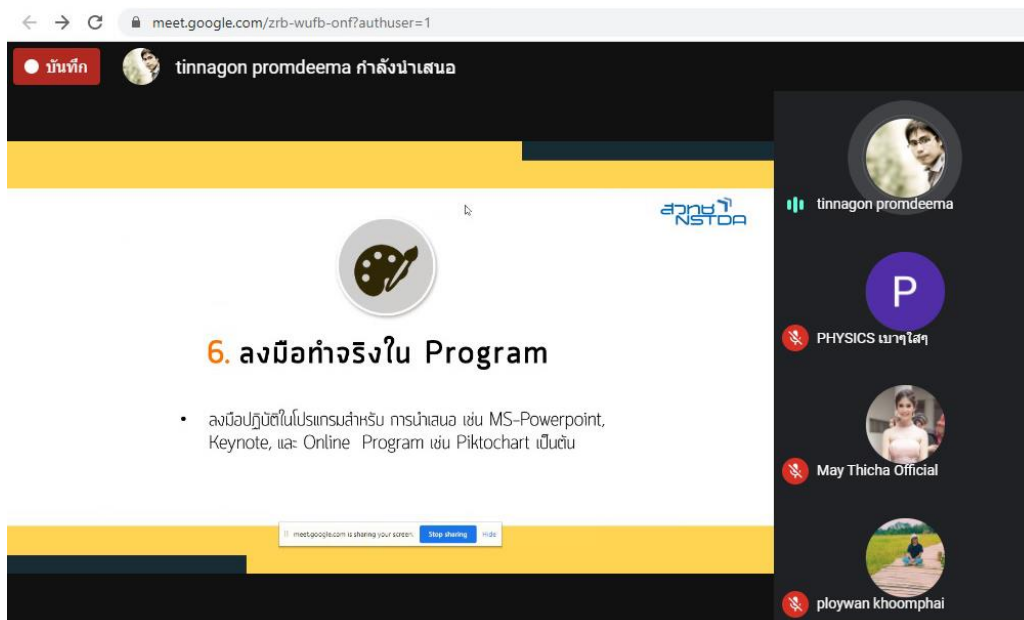 meet.google.com/zrb-wufb-onf?authuser=1
บันทึก
tinnagon promdeema กำลังนำเสนอ
สวทช
NSTDA
6. ลงมือทำจริงใน Program
• ลงมือปฏิบัติในโปรแกรมสำหรับ การนำเสนอ เช่น MS-Powerpoint,
Keynote, และ Online Program เช่น Piktochart เป็นต้น
meet.google.com is sharing your screen. Stop sharing Hide
tinnagon promdeema
P
PHYSICS เบาๆใสๆ
May Thicha Official
ploywan khoomphai